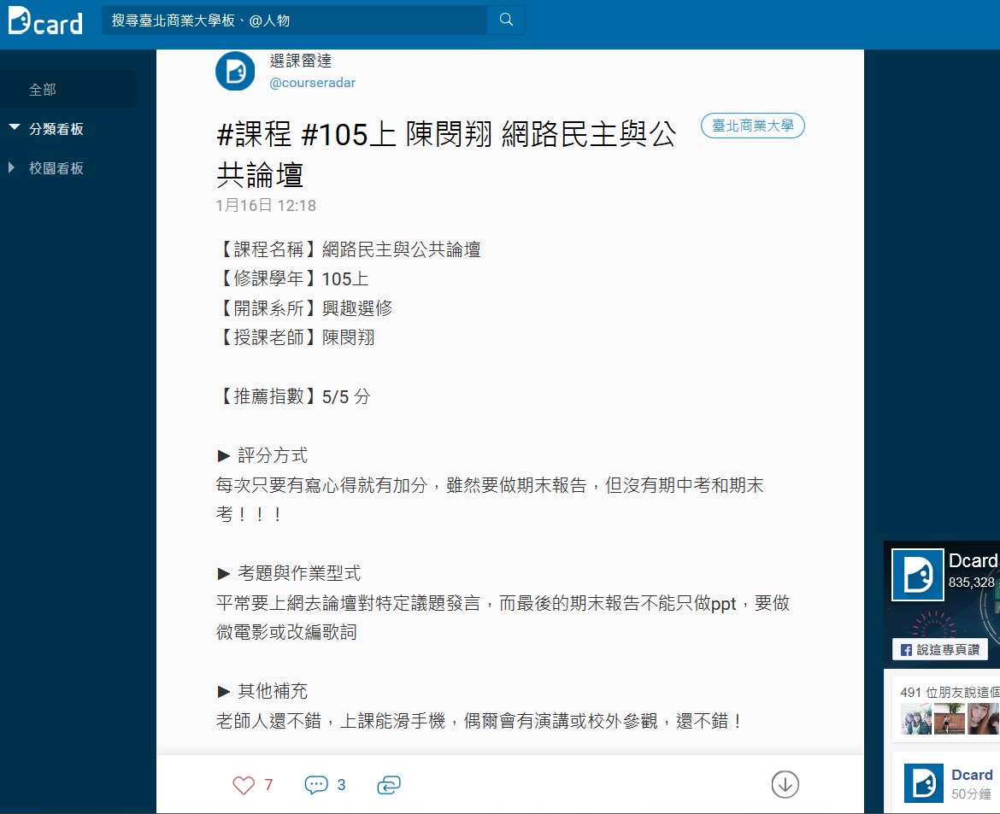 Dcard
搜尋臺北商業大學板、@人物
全部
分類看板
校園看板
選課雷達
@courseradar
#課程 #105上 陳閔翔 網路民主與公
共論壇
臺北商業大學
1月16日 12:18
【課程名稱】網路民主與公共論壇
【修課學年】105上
【開課系所】興趣選修
【授課老師】陳閔翔
【推薦指數】5/5 分
► 評分方式
每次只要有寫心得就有加分，雖然要做期末報告，但沒有期中考和期末
考！！！
► 考題與作業型式
平常要上網去論壇對特定議題發言，而最後的期末報告不能只做ppt，要做
微電影或改編歌詞
► 其他補充
老師人還不錯，上課能滑手機，偶爾會有演講或校外參觀，還不錯！
7
3
Dcard
835,328
說這專頁讚
491 位朋友說這個
Dcard
50分鐘